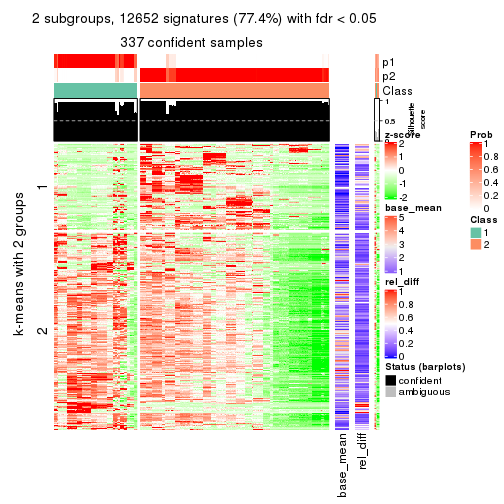 2 subgroups, 12652 signatures (77.4%) with fdr < 0.05
337 confident samples
p1
p2
Class
1
0.5
0
Silhouette
score
k-means with 2 groups
1
2
base_mean
rel_diff
z-score
2
1
0
-1
-2
base_mean
5
4
3
2
1
rel_diff
1
0.8
0.6
0.4
0.2
0
Status (barplots)
confident
ambiguous
Prob
1
0.8
0.6
0.4
0.2
0
Class
1
2